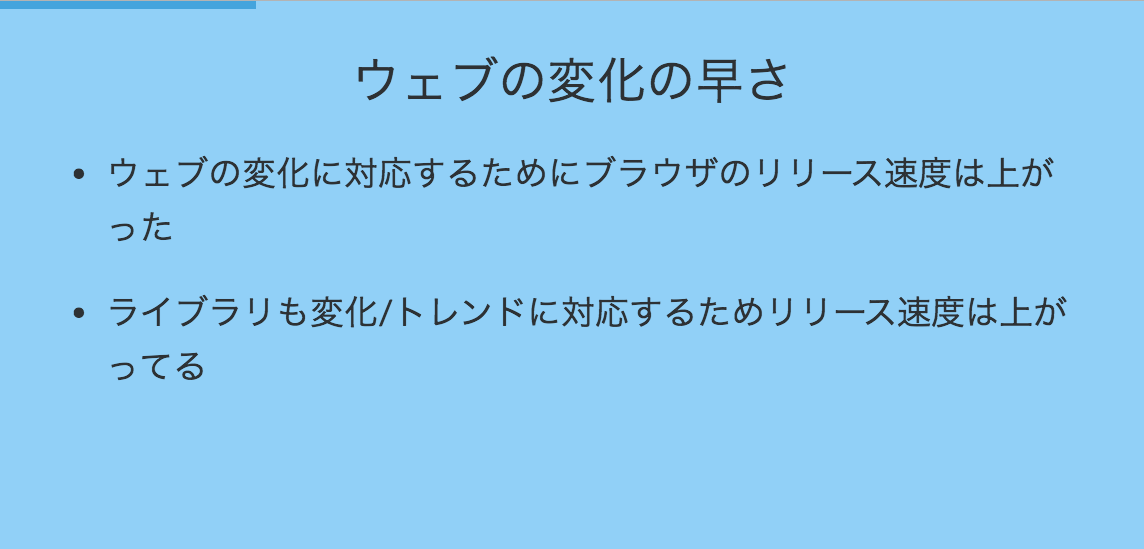 ウェブの変化の早さ
• ウェブの変化に対応するためにブラウザのリリース速度は上が
った
• ライブラリも変化/トレンドに対応するためリリース速度は上が
ってる